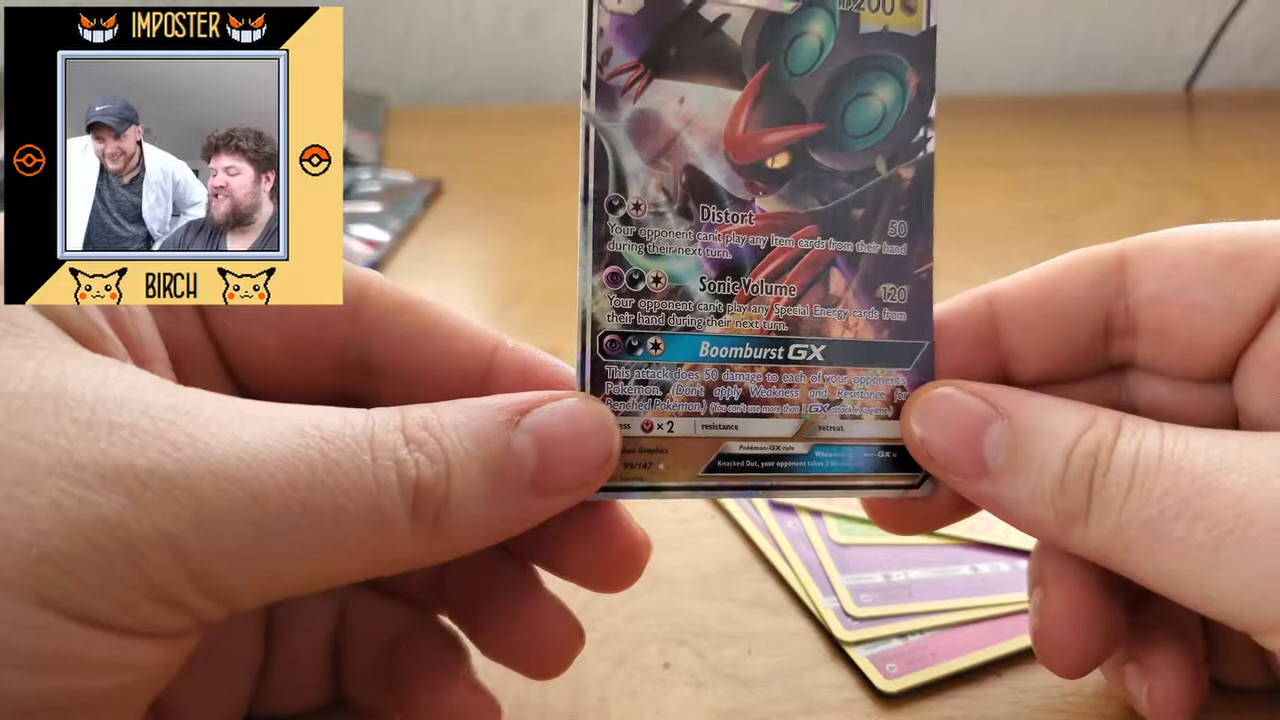 IMPOSTER
BIRCH
200
Distort 50
Your opponent can't play any Item cards from their hand
during their next turn.
Sonic Volume 120
Your opponent can't play any Special Energy cards from
their hand during their next turn.
Boomburst GX
This attack does 50 damage to each of your opponent's
Pokémon. (Don't apply Weakness and Resistance for
Benched Pokémon.) (You can't use more than 1 GX attack in a game.)
×2 resistance retreat
Graphics
Pokémon-GX rule
99/147
Knocked Out, your opponent takes 2